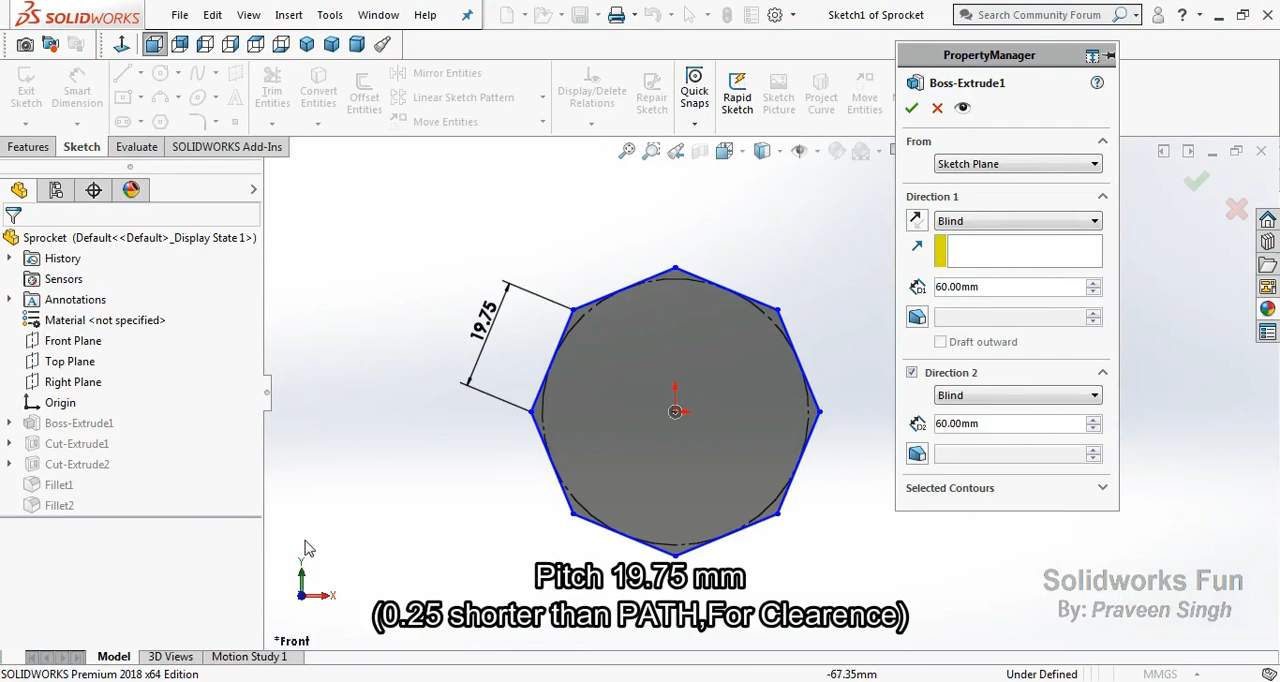 SOLIDWORKS
File
Edit
View
Insert
Tools
Window
Help
Sketch1 of Sprocket
Search Community Forum
?
Exit Sketch
Smart Dimension
Trim Entities
Convert Entities
Offset Entities
Mirror Entities
Linear Sketch Pattern
Move Entities
Display/Delete Relations
Repair Sketch
Quick Snaps
Rapid Sketch
Sketch Picture
Project Curve
Move Entities
Features
Sketch
Evaluate
SOLIDWORKS Add-Ins
Sprocket (Default<<Default>_Display State 1>)
History
Sensors
Annotations
Material <not specified>
Front Plane
Top Plane
Right Plane
Origin
Boss-Extrude1
Cut-Extrude1
Cut-Extrude2
Fillet1
Fillet2
PropertyManager
Boss-Extrude1
?
From
Sketch Plane
Direction 1
Blind
60.00mm
Draft outward
Direction 2
Blind
60.00mm
Selected Contours
19.75
Pitch 19.75 mm
(0.25 shorter than PATH,For Clearence)
Solidworks Fun
By: Praveen Singh
Y
X
*Front
Model
3D Views
Motion Study 1
SOLIDWORKS Premium 2018 x64 Edition
-67.35mm
Under Defined
MMGS